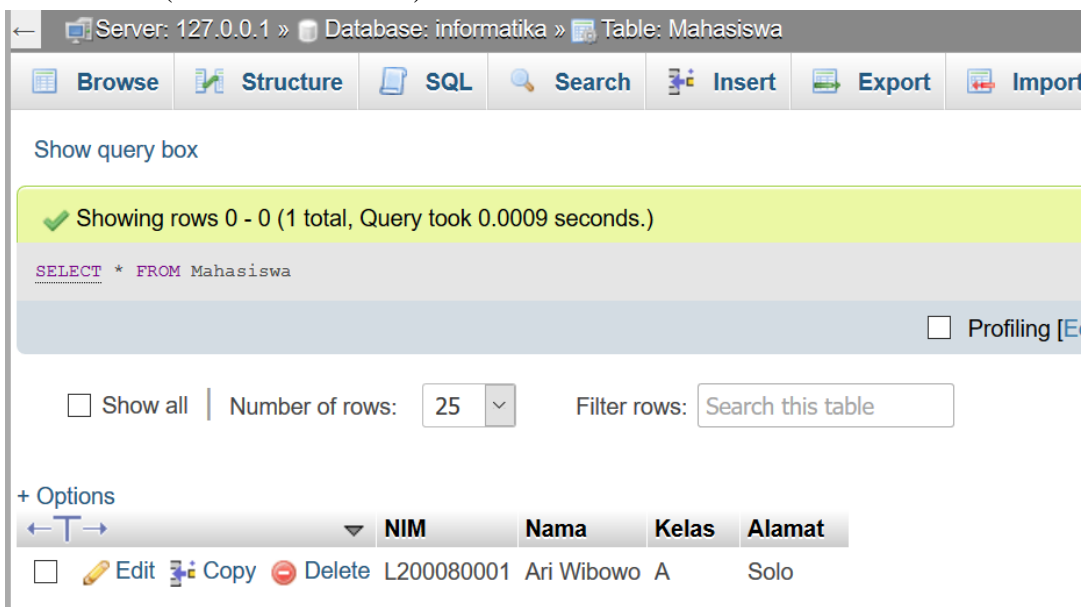 ← Server: 127.0.0.1 » Database: informatika » Table: Mahasiswa
Browse Structure SQL Search Insert Export Import
Show query box
Showing rows 0 - 0 (1 total, Query took 0.0009 seconds.)
SELECT * FROM Mahasiswa
Profiling [
Show all | Number of rows: 25 Filter rows: Search this table
+ Options
←T→ NIM Nama Kelas Alamat
Edit Copy Delete L200080001 Ari Wibowo A Solo